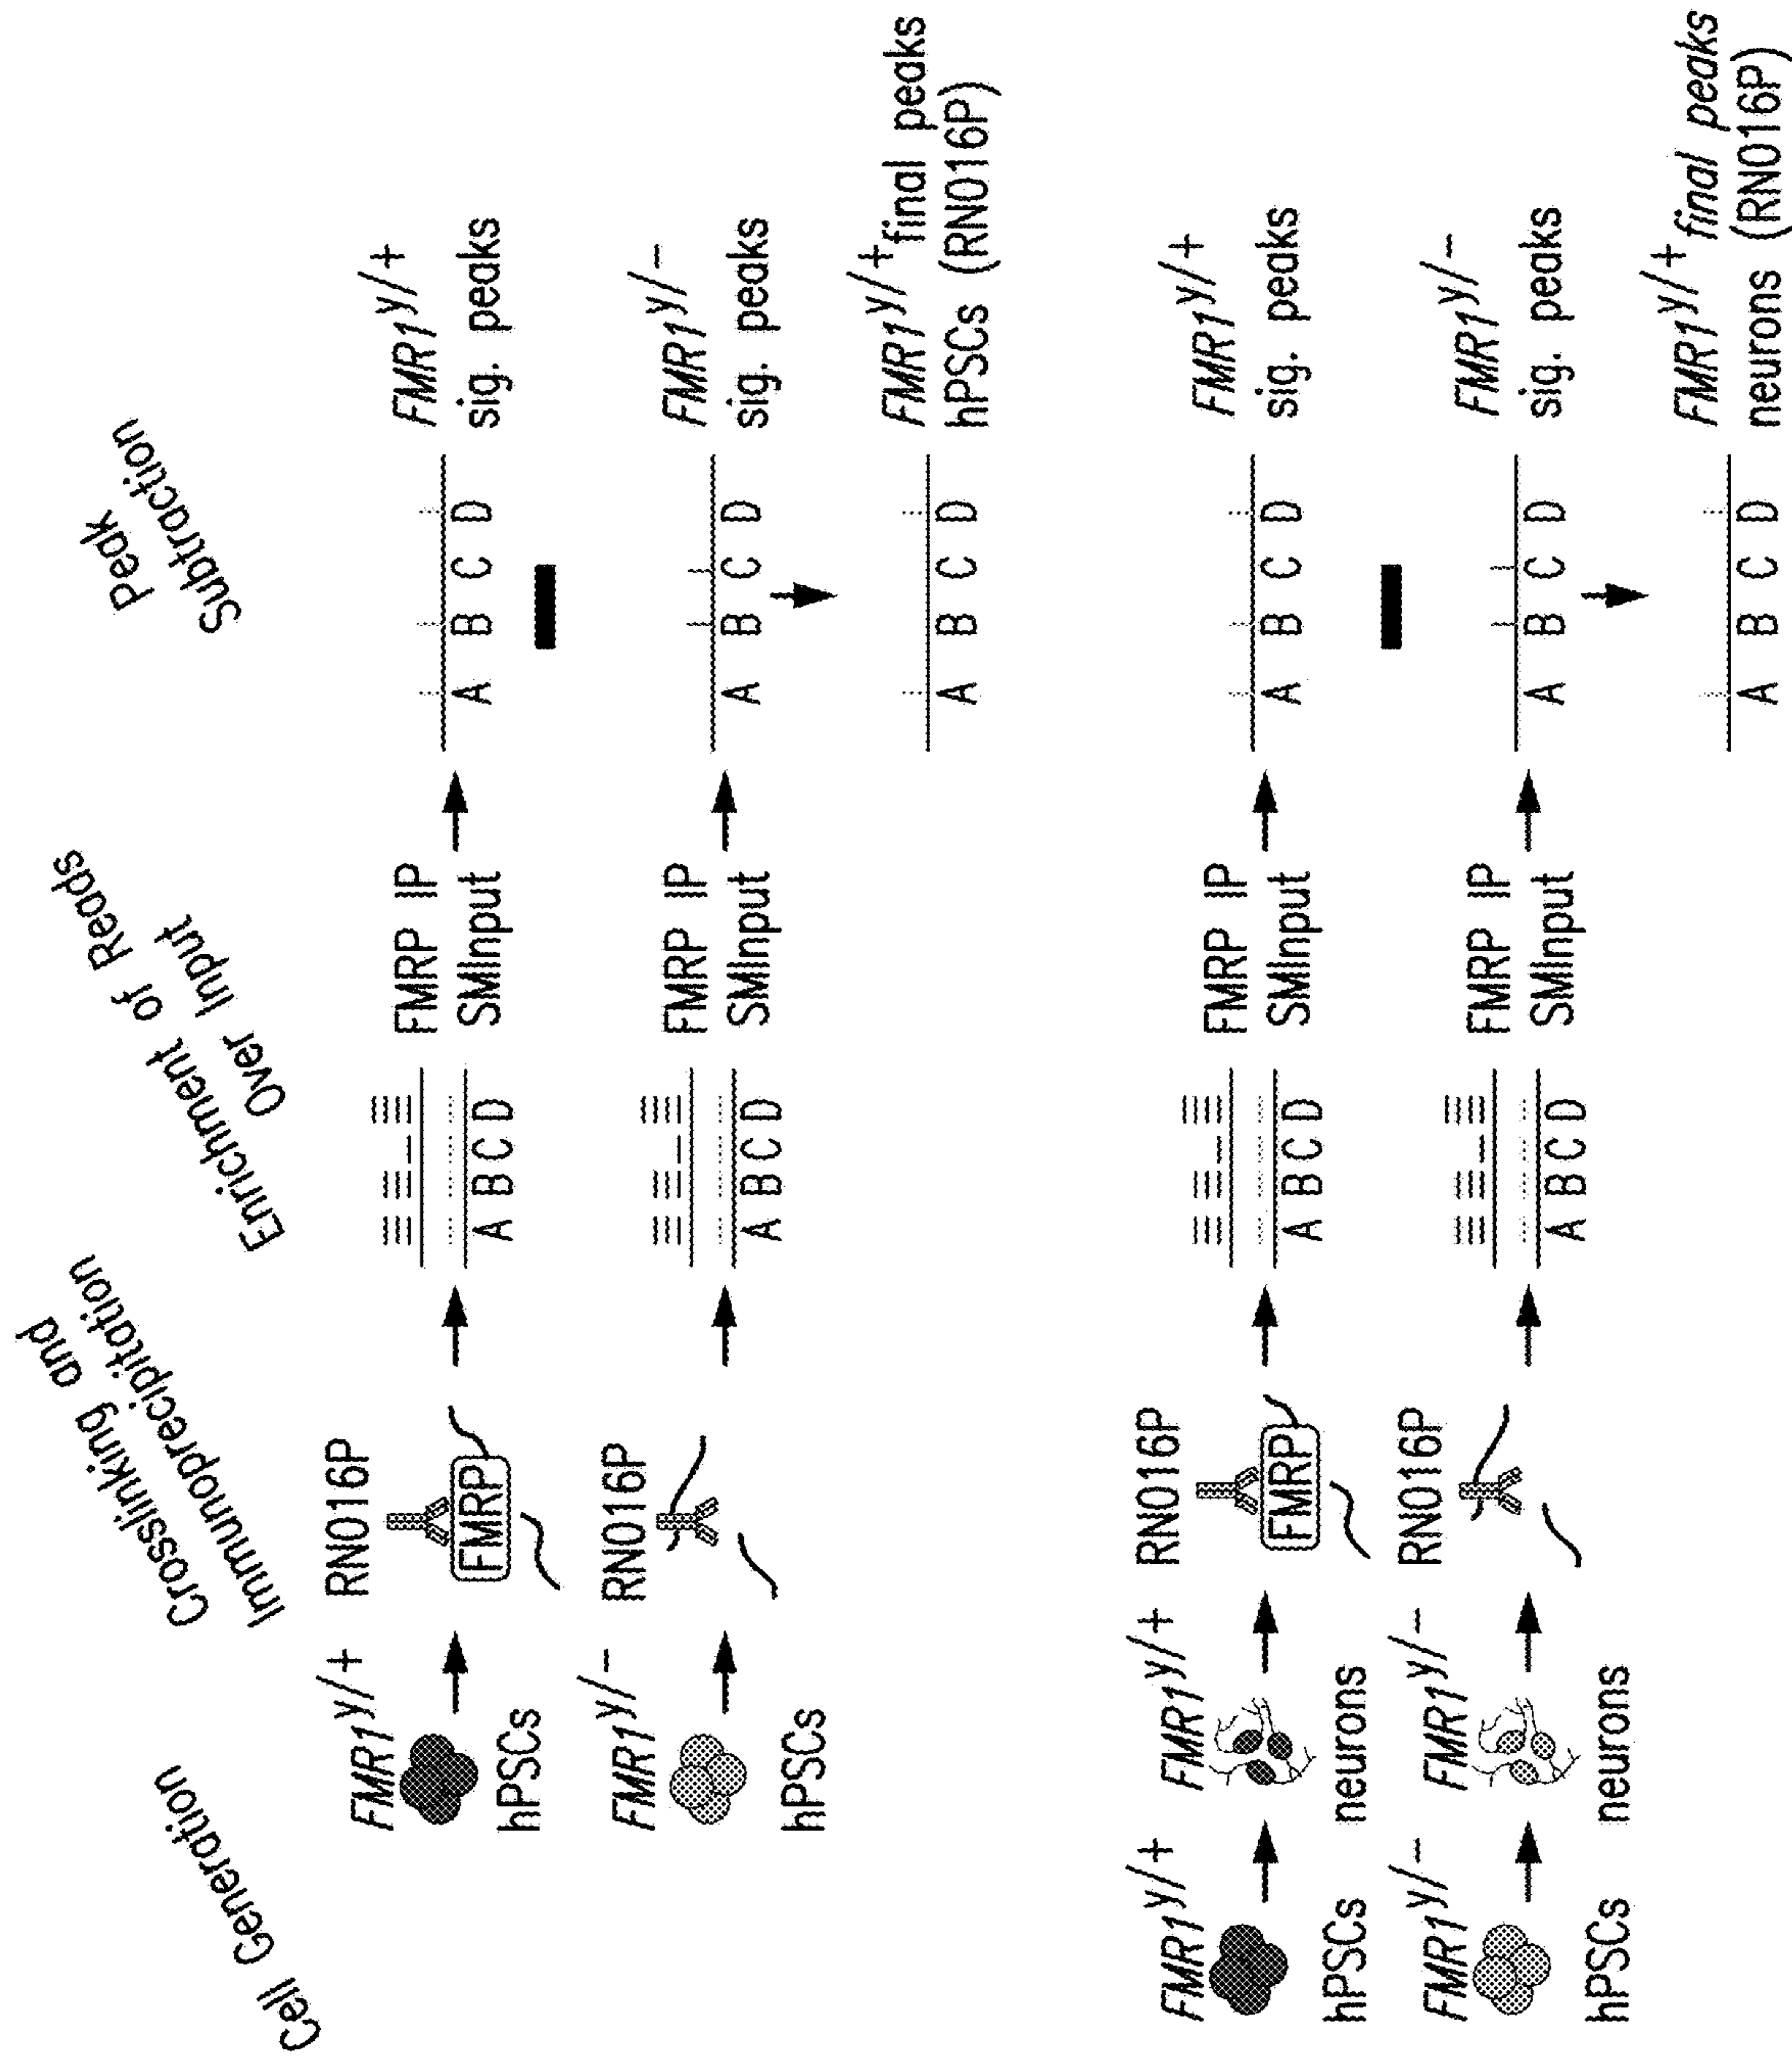 Cell Generation
Crosslinking and
Immunoprecipitation
Enrichment of Reads
Over Input
Peak
Subtraction
FMR1y/+
hPSCs
RN016P
FMRP
A B C D
FMRP IP
SMInput
A B C D
FMR1y/+
sig. peaks
FMR1y/-
hPSCs
RN016P
A B C D
FMRP IP
SMInput
A B C D
FMR1y/-
sig. peaks
A B C D
FMR1y/+ final peaks
hPSCs (RN016P)
FMR1y/+
hPSCs
FMR1y/+
neurons
RN016P
FMRP
A B C D
FMRP IP
SMInput
A B C D
FMR1y/+
sig. peaks
FMR1y/-
hPSCs
FMR1y/-
neurons
RN016P
A B C D
FMRP IP
SMInput
A B C D
FMR1y/-
sig. peaks
A B C D
FMR1y/+ final peaks
neurons (RN016P)